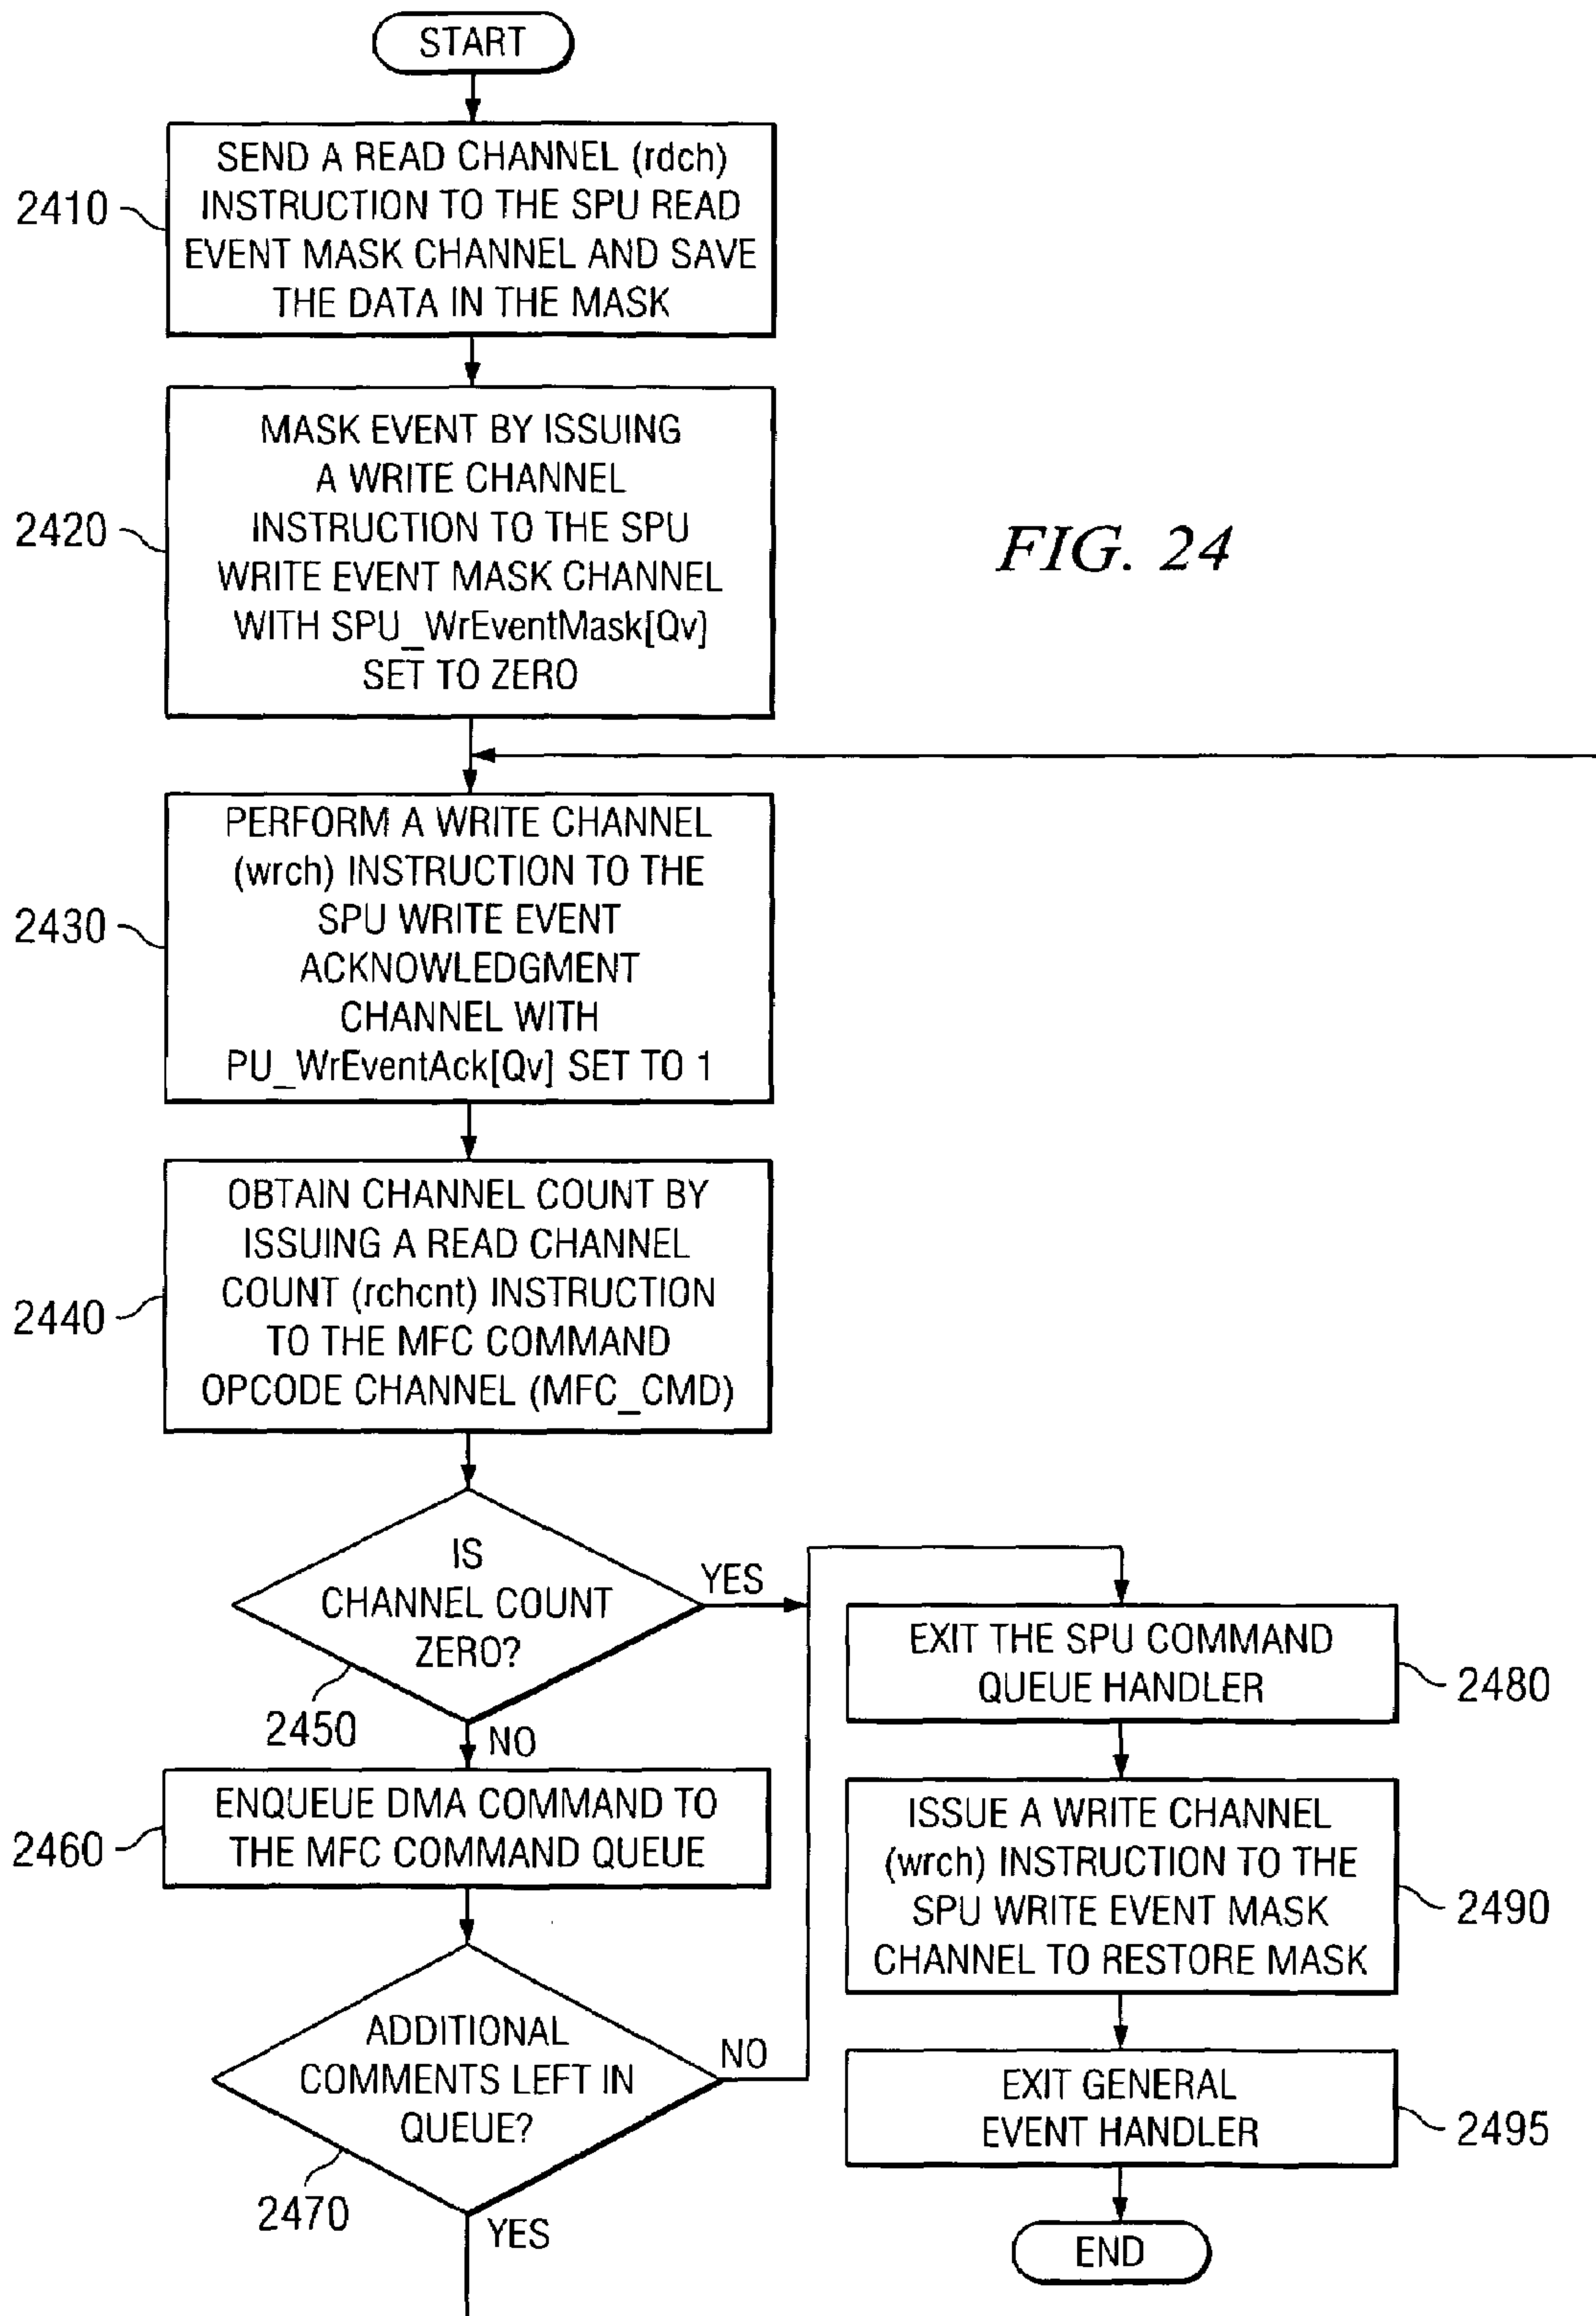 START
2410
SEND A READ CHANNEL (rdch)
INSTRUCTION TO THE SPU READ
EVENT MASK CHANNEL AND SAVE
THE DATA IN THE MASK
2420
MASK EVENT BY ISSUING
A WRITE CHANNEL
INSTRUCTION TO THE SPU
WRITE EVENT MASK CHANNEL
WITH SPU_WrEventMask[Qv]
SET TO ZERO
FIG. 24
2430
PERFORM A WRITE CHANNEL
(wrch) INSTRUCTION TO THE
SPU WRITE EVENT
ACKNOWLEDGMENT
CHANNEL WITH
PU_WrEventAck[Qv] SET TO 1
2440
OBTAIN CHANNEL COUNT BY
ISSUING A READ CHANNEL
COUNT (rchcnt) INSTRUCTION
TO THE MFC COMMAND
OPCODE CHANNEL (MFC_CMD)
IS
CHANNEL COUNT
ZERO?
YES
2450
NO
2460
ENQUEUE DMA COMMAND TO
THE MFC COMMAND QUEUE
ADDITIONAL
COMMENTS LEFT IN
QUEUE?
NO
2470
YES
EXIT THE SPU COMMAND
QUEUE HANDLER
2480
ISSUE A WRITE CHANNEL
(wrch) INSTRUCTION TO THE
SPU WRITE EVENT MASK
CHANNEL TO RESTORE MASK
2490
EXIT GENERAL
EVENT HANDLER
2495
END